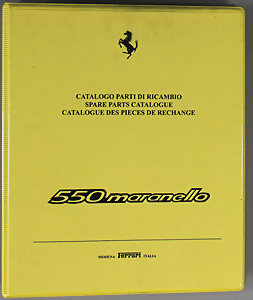 CATALOGO PARTI DI RICAMBIO
SPARE PARTS CATALOGUE
CATALOGUE DES PIECES DE RECHANGE
550 maranello
MODENA Ferrari ITALIA